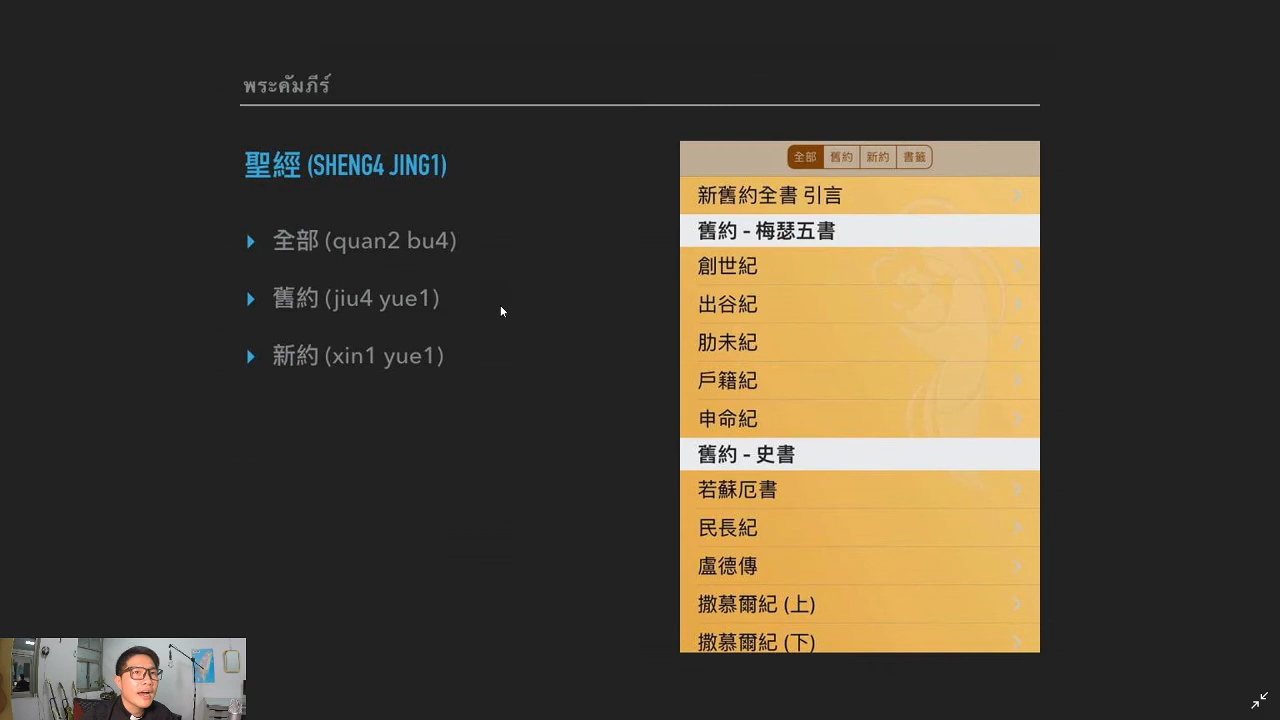 พระคัมภีร์
聖經 (SHENG4 JING1)
全部 (quan2 bu4)
舊約 (jiu4 yue1)
新約 (xin1 yue1)
全部 舊約 新約 書籤
新舊約全書 引言
舊約 - 梅瑟五書
創世紀
出谷紀
肋未紀
戶籍紀
申命紀
舊約 - 史書
若蘇厄書
民長紀
盧德傳
撒慕爾紀 (上)
撒慕爾紀 (下)